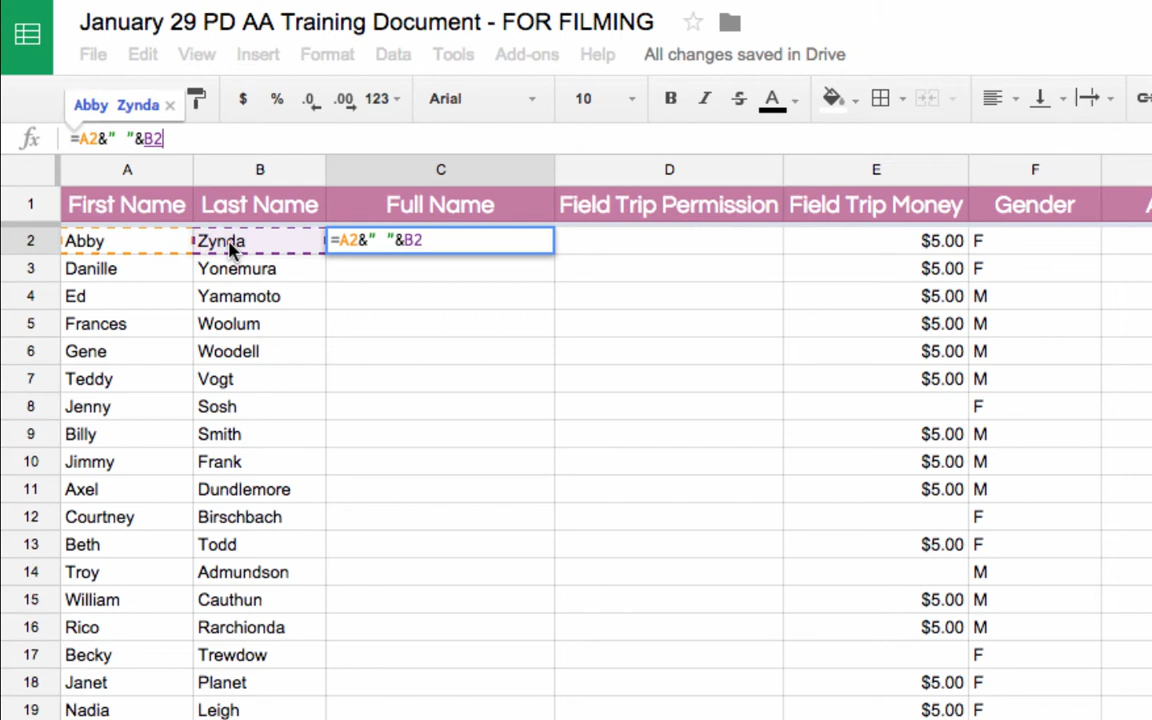 January 29 PD AA Training Document - FOR FILMING
File Edit View Insert Format Data Tools Add-ons Help All changes saved in Drive
Abby Zynda × $ % .0 .00 123 Arial 10 B I S A
fx =A2&" "&B2
A B C D E F
1 First Name Last Name Full Name Field Trip Permission Field Trip Money Gender A
2 Abby Zynda =A2&" "&B2 $5.00 F
3 Danille Yonemura $5.00 F
4 Ed Yamamoto $5.00 M
5 Frances Woolum $5.00 M
6 Gene Woodell $5.00 M
7 Teddy Vogt $5.00 M
8 Jenny Sosh F
9 Billy Smith $5.00 M
10 Jimmy Frank $5.00 M
11 Axel Dundlemore $5.00 M
12 Courtney Birschbach F
13 Beth Todd $5.00 F
14 Troy Admundson M
15 William Cauthun $5.00 M
16 Rico Rarchionda $5.00 M
17 Becky Trewdow F
18 Janet Planet $5.00 F
19 Nadia Leigh $5.00 F